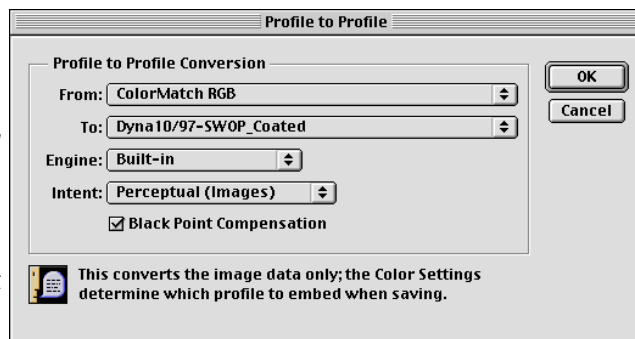 Profile to Profile
Profile to Profile Conversion
From: ColorMatch RGB
To: Dyna10/97-SWOP_Coated
Engine: Built-in
Intent: Perceptual (Images)
Black Point Compensation
OK
Cancel
This converts the image data only; the Color Settings
determine which profile to embed when saving.